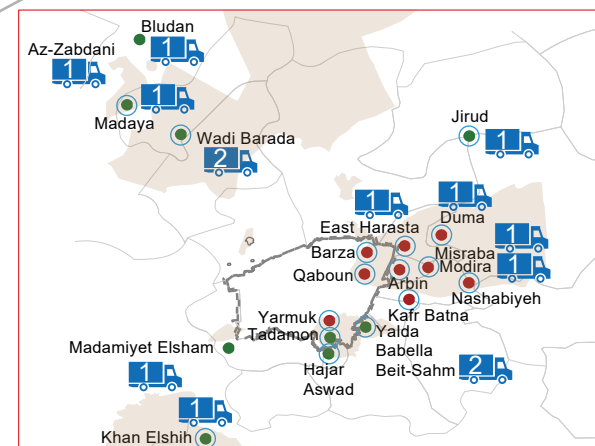 Bludan
1
Az-Zabdani
1
1
Madaya
Wadi Barada
2
Jirud
1
1
1
Duma
East Harasta
1
Barza
Misraba
Modira
1
Qaboun
Arbin
Nashabiyeh
Kafr Batna
Yarmuk
Tadamon
Yalda
Babella
Beit-Sahm
2
Madamiyet Elsham
Hajar
Aswad
1
1
Khan Elshih